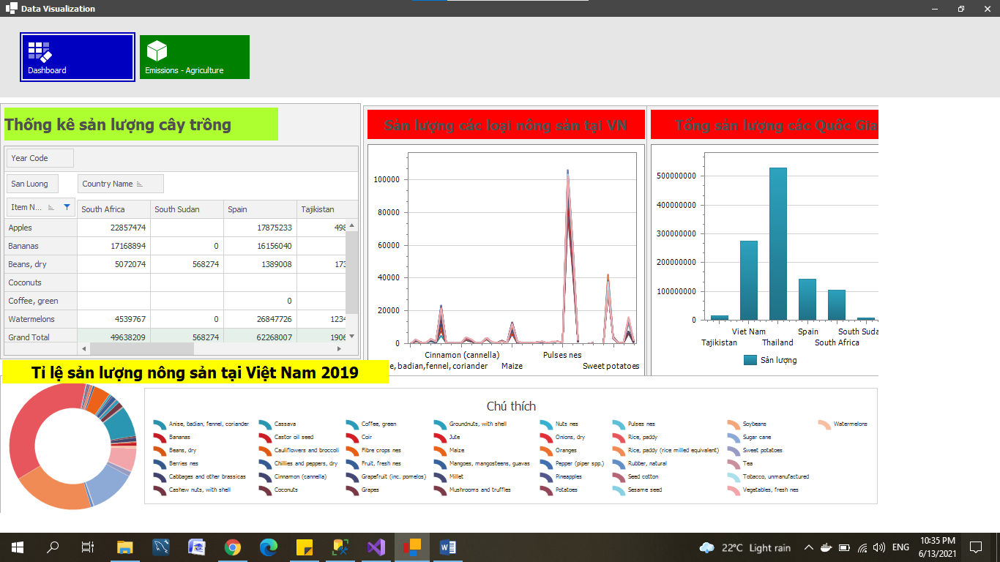 Data Visualization
Dashboard
Emissions - Agriculture
Thống kê sản lượng cây trồng
Year Code
San Luong
Country Name
Item N...
South Africa South Sudan Spain Tajikistan
Apples 22857474 17875233 498
Bananas 17168894 0 16156040
Beans, dry 5072074 568274 1389008 173
Coconuts
Coffee, green 0
Watermelons 4539767 0 26847726 1234
Grand Total 49638209 568274 62268007 1906
Sản lượng các loại nông sản tại VN
100000
80000
60000
40000
20000
0
Cinnamon (cannella) Pulses nes
e, badian, fennel, coriander Maize Sweet potatoes
Tổng sản lượng các Quốc Gia
500000000
400000000
300000000
200000000
100000000
0
Viet Nam Spain South Suda
Tajikistan Thailand South Africa
Sản lượng
Tỉ lệ sản lượng nông sản tại Việt Nam 2019
Chú thích
Anise, badian, fennel, coriander Cassava Coffee, green Groundnuts, with shell Nuts nes Pulses nes Soybeans Watermelons
Bananas Castor oil seed Coir Jute Onions, dry Rice, paddy Sugar cane
Beans, dry Cauliflowers and broccoli Fibre crops nes Maize Oranges Rice, paddy (rice milled equivalent) Sweet potatoes
Berries nes Chillies and peppers, dry Fruit, fresh nes Mangoes, mangosteens, guavas Pepper (piper spp.) Rubber, natural Tea
Cabbages and other brassicas Cinnamon (cannella) Grapefruit (inc. pomelos) Millet Pineapples Seed cotton Tobacco, unmanufactured
Cashew nuts, with shell Coconuts Grapes Mushrooms and truffles Potatoes Sesame seed Vegetables, fresh nes
22°C Light rain
ENG
10:35 PM
6/13/2021